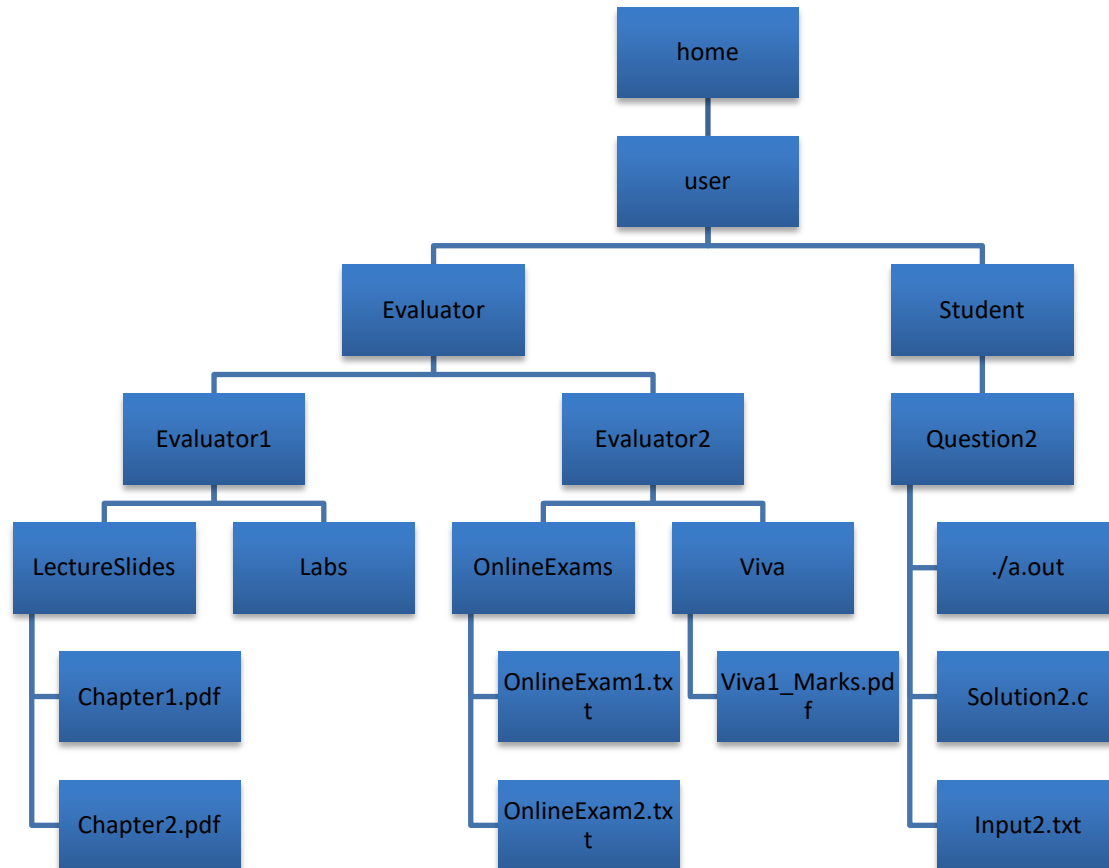 home
user
Evaluator
Student
Evaluator1
Evaluator2
Question2
LectureSlides
Labs
OnlineExams
Viva
./a.out
Chapter1.pdf
OnlineExam1.tx
t
Viva1_Marks.pd
f
Solution2.c
Chapter2.pdf
OnlineExam2.tx
t
Input2.txt